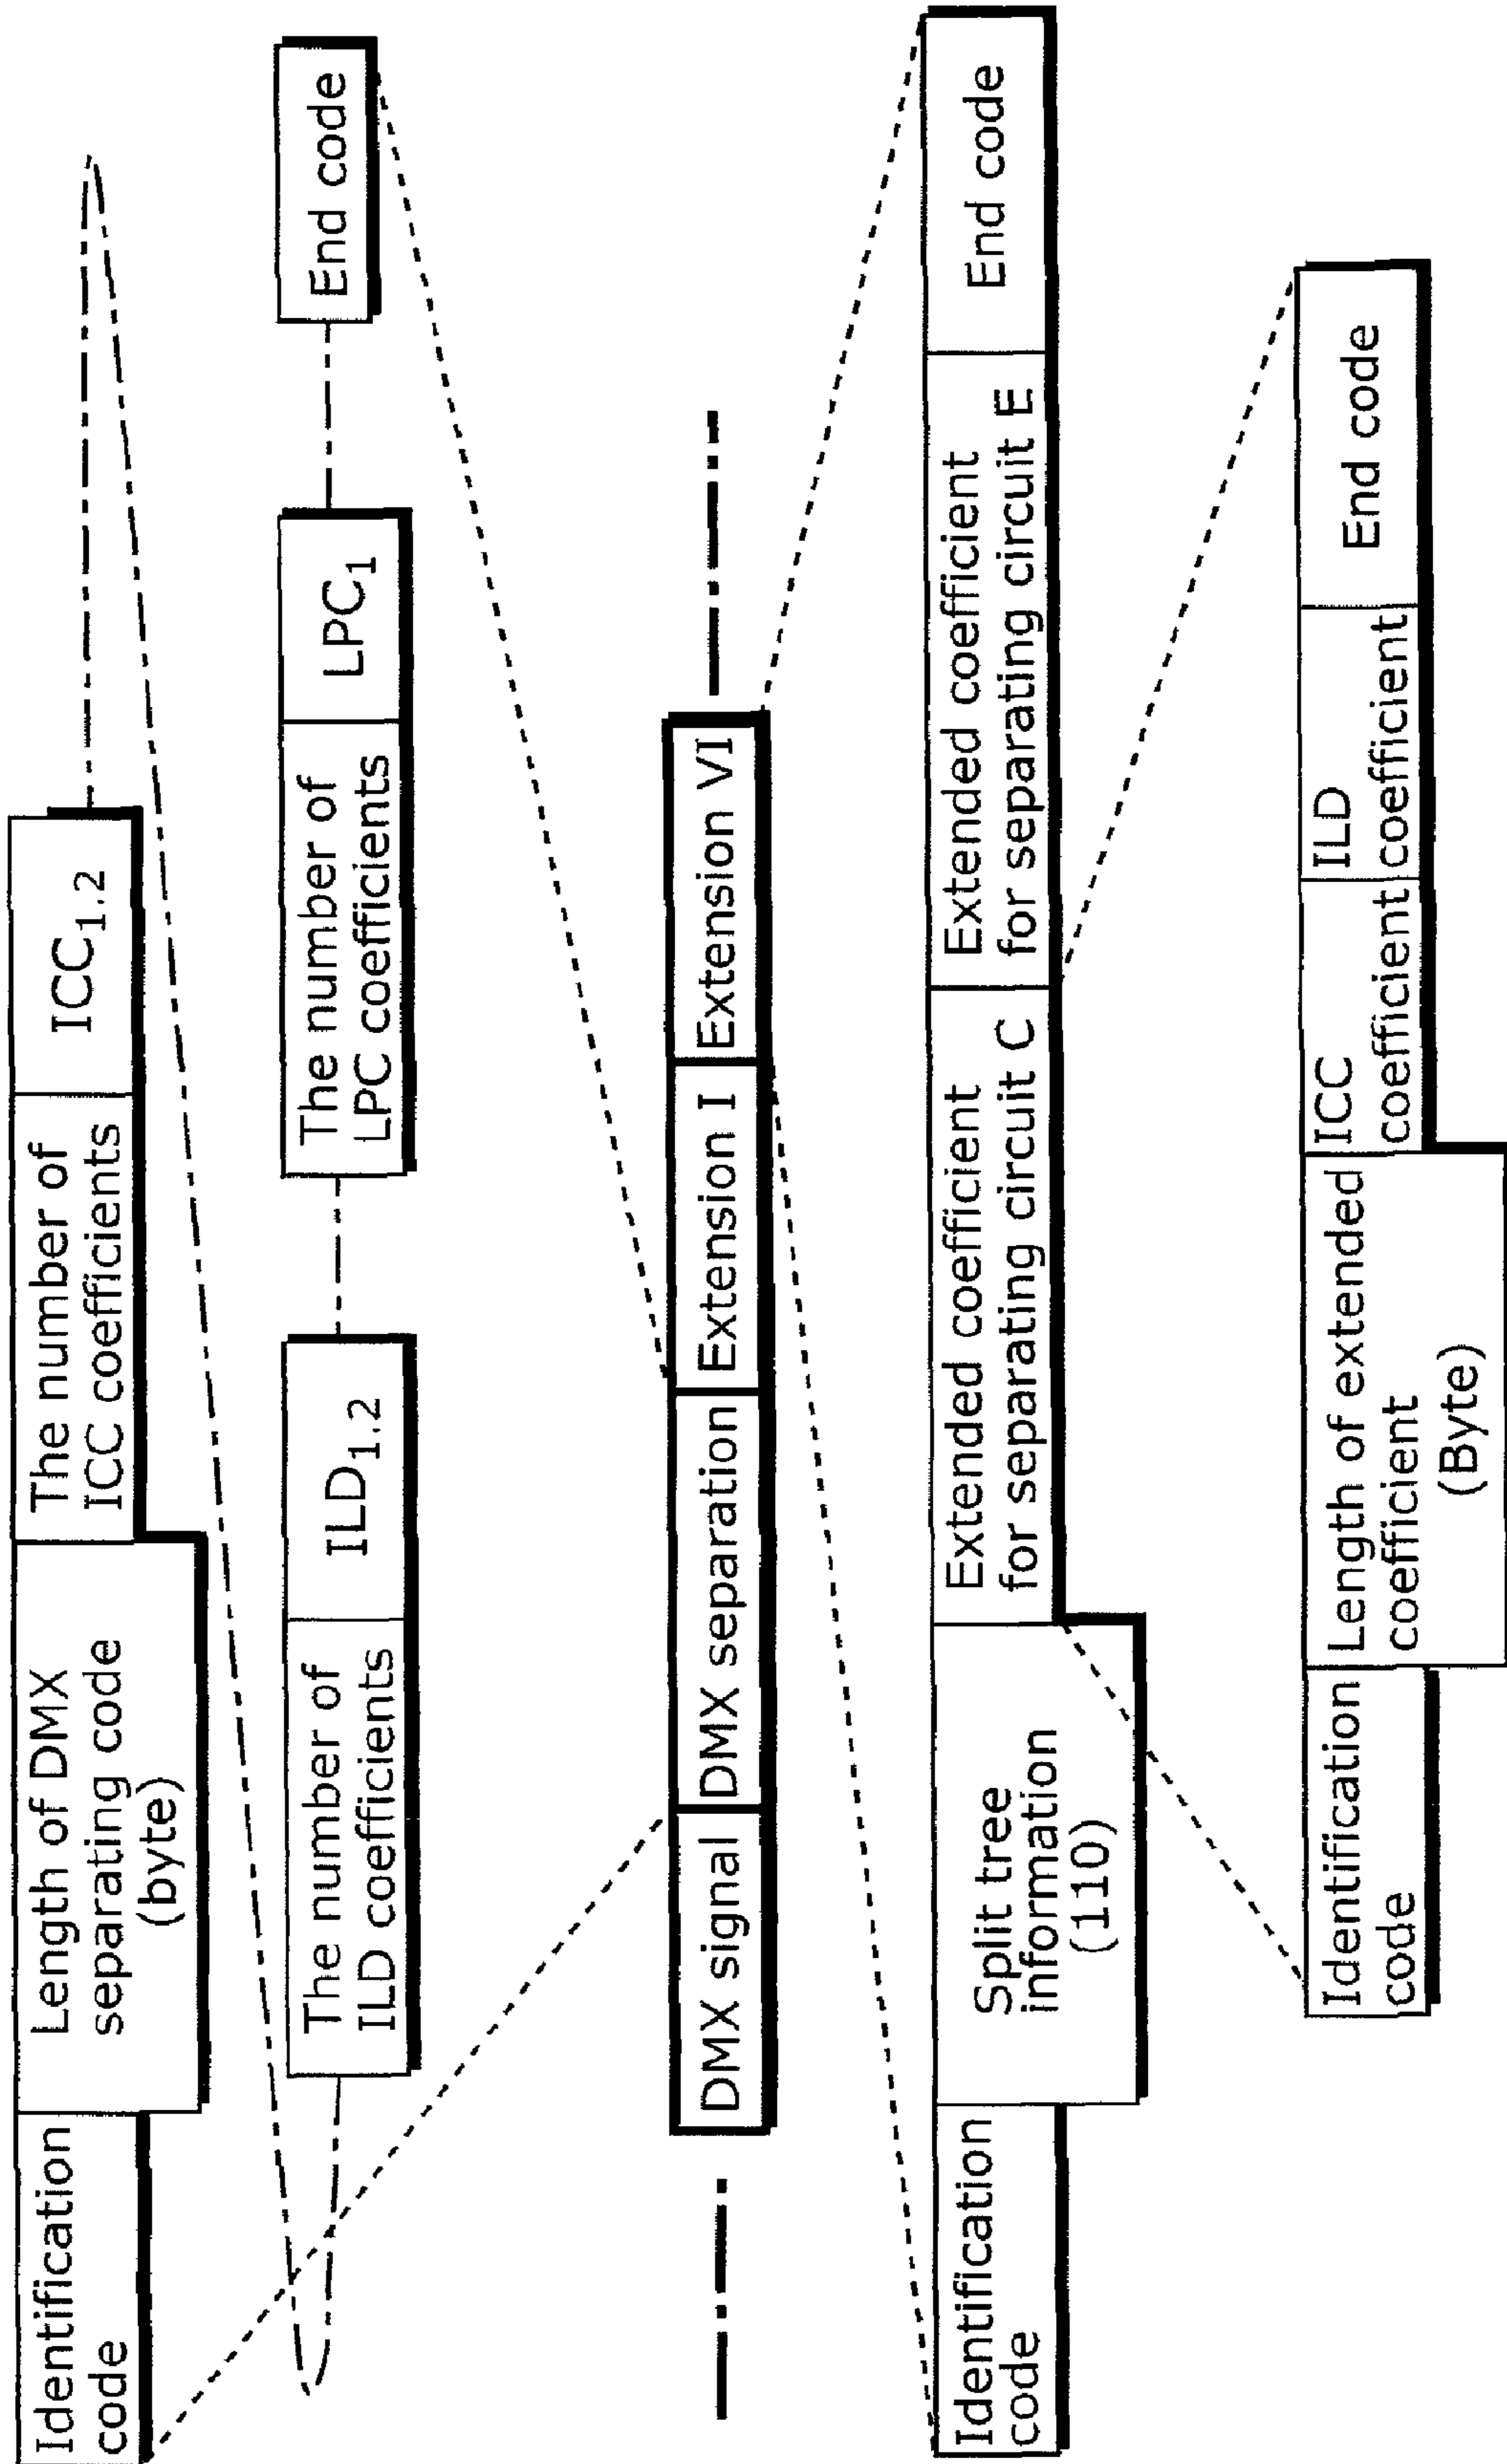 Identification
code
Length of DMX
separating code
(byte)
The number of
ICC coefficients
ICC1.2
The number of
ILD coefficients
ILD1.2
The number of
LPC coefficients
LPC1
End code
DMX signal
DMX separation
Extension I
Extension VI
Identification
code
Split tree
information
(110)
Extended coefficient
for separating circuit C
Extended coefficient
for separating circuit E
End code
Identification
code
Length of extended
coefficient
(Byte)
ICC
coefficient
ILD
coefficient
End code